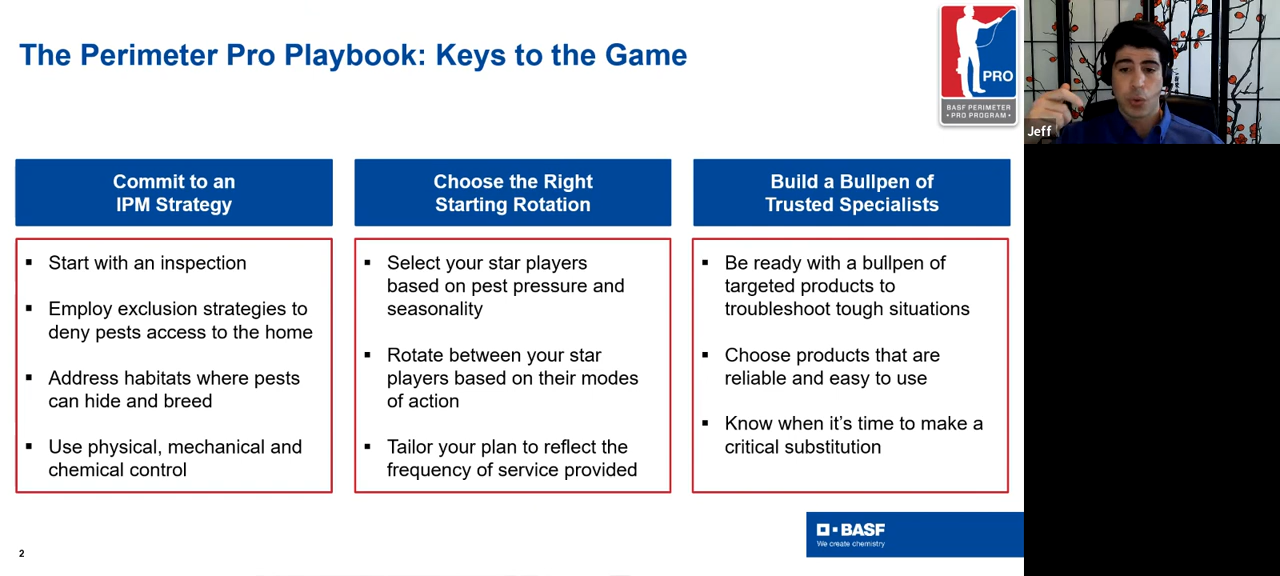 The Perimeter Pro Playbook: Keys to the Game
PRO
BASF PERIMETER
• PRO PROGRAM •
Jeff
Commit to an
IPM Strategy
▪ Start with an inspection
▪ Employ exclusion strategies to
deny pests access to the home
▪ Address habitats where pests
can hide and breed
▪ Use physical, mechanical and
chemical control
Choose the Right
Starting Rotation
▪ Select your star players
based on pest pressure and
seasonality
▪ Rotate between your star
players based on their modes
of action
▪ Tailor your plan to reflect the
frequency of service provided
Build a Bullpen of
Trusted Specialists
▪ Be ready with a bullpen of
targeted products to
troubleshoot tough situations
▪ Choose products that are
reliable and easy to use
▪ Know when it’s time to make a
critical substitution
BASF
We create chemistry
2